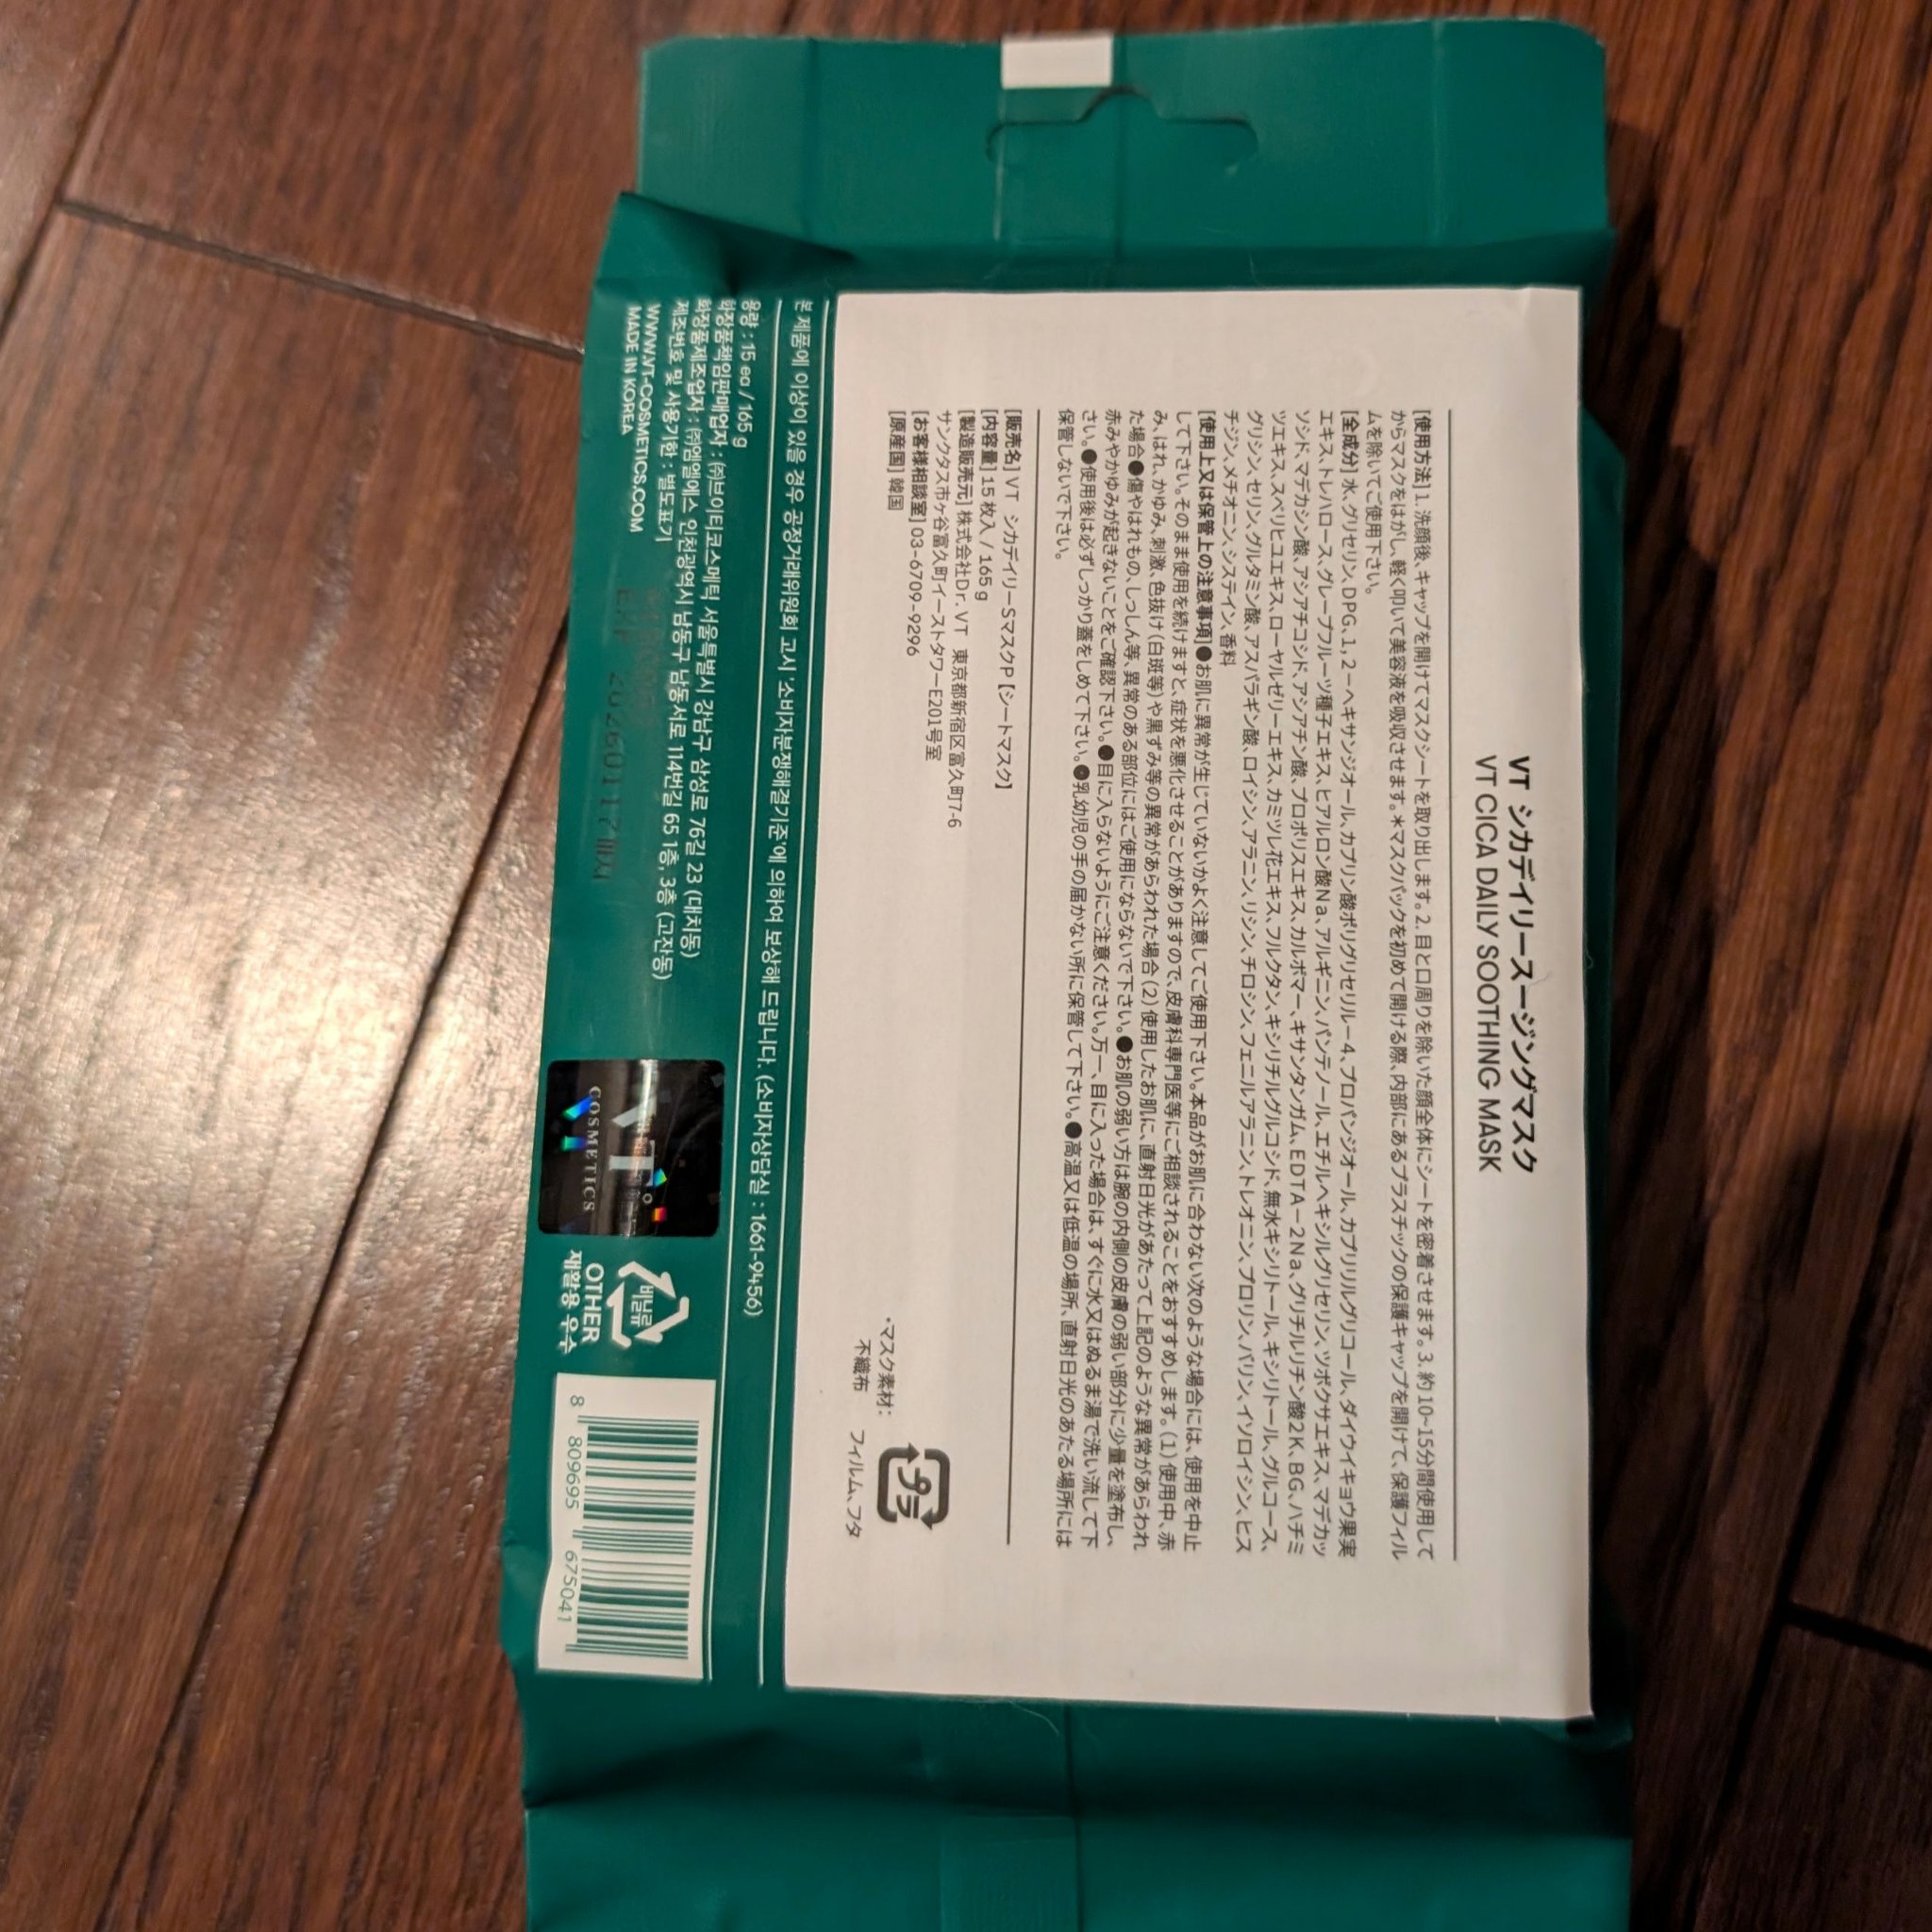 VT シカデイリースージングマスク
VT CICA DAILY SOOTHING MASK
[使用方法] 1. 洗顔後、キャップを開けてマスクシートを取り出します。2. 目と口周りを除いた顔全体にシートを密着させます。3. 約10~15分間使用して
からマスクをはがし、軽く叩いて美容液を吸収させます。＊マスクパックを初めて開ける際、内部にあるプラスチックの保護キャップを開けて、保護フィル
ムを除いてご使用下さい。
[全成分] 水、グリセリン、DPG、1，2－ヘキサンジオール、カプリン酸ポリグリセリル－4、プロパンジオール、カプリリルグリコール、ダイウイキョウ果実
エキス、トレハロース、グレープフルーツ種子エキス、ヒアルロン酸Na、アルギニン、パンテノール、エチルヘキシルグリセリン、ツボクサエキス、マデカッ
ソシド、マデカシン酸、アシアチコシド、アシアチン酸、プロポリスエキス、カルボマー、キサンタンガム、EDTA－2Na、グリチルリチン酸2K、BG、ハチミ
ツエキス、スベリヒユエキス、ローヤルゼリーエキス、カミツレ花エキス、フルクタン、キシリチルグルコシド、無水キシリトール、キシリトール、グルコース、
グリシン、セリン、グルタミン酸、アスパラギン酸、ロイシン、アラニン、リシン、チロシン、フェニルアラニン、トレオニン、プロリン、バリン、イソロイシン、ヒス
チジン、メチオニン、システイン、香料
[使用上又は保管上の注意事項]●お肌に異常が生じていないかよく注意してご使用下さい。本品がお肌に合わない次のような場合には、使用を中止
して下さい。そのまま使用を続けますと、症状を悪化させることがありますので、皮膚科専門医等にご相談されることをおすすめします。(1) 使用中、赤
み、はれ、かゆみ、刺激、色抜け(白斑等)や黒ずみ等の異常があらわれた場合 (2) 使用したお肌に、直射日光があたって上記のような異常があらわれ
た場合●傷やはれもの、しっしん等、異常のある部位にはご使用にならないで下さい。●お肌の弱い方は腕の内側の皮膚の弱い部分に少量を塗布し、
赤みやかゆみが起きないことをご確認下さい。●目に入らないようにご注意ください。万一、目に入った場合は、すぐに水又はぬるま湯で洗い流して下
さい。●使用後は必ずしっかり蓋をしめて下さい。●乳幼児の手の届かない所に保管して下さい。●高温又は低温の場所、直射日光のあたる場所には
保管しないで下さい。
[販売名] VT シカデイリーSマスクP【シートマスク】
[内容量] 15枚入 / 165 g
[製造販売元] 株式会社Dr. VT 東京都新宿区富久町7-6
サンクタス市ヶ谷富久町イーストタワーE201号室
[お客様相談室] 03-6709-9296
[原産国] 韓国
プラ
・マスク素材：
不織布 フィルム、フタ
본 제품에 이상이 있을 경우 공정거래위원회 고시 '소비자분쟁해결기준'에 의하여 보상해 드립니다. (소비자상담실 : 1661-9456)
용량 : 15 ea / 165 g
화장품책임판매업자 : ㈜브이티코스메틱 서울특별시 강남구 삼성로 76길 23 (대치동)
화장품제조업자 : ㈜엠엘에스 인천광역시 남동구 남동서로 114번길 65 1층, 3층 (고잔동)
제조번호 및 사용기한 : 별도표기
WWW.VT-COSMETICS.COM
MADE IN KOREA
EXP 20260117까지
VT
COSMETICS
비닐류
OTHER
재활용 우수
8 809695 675041